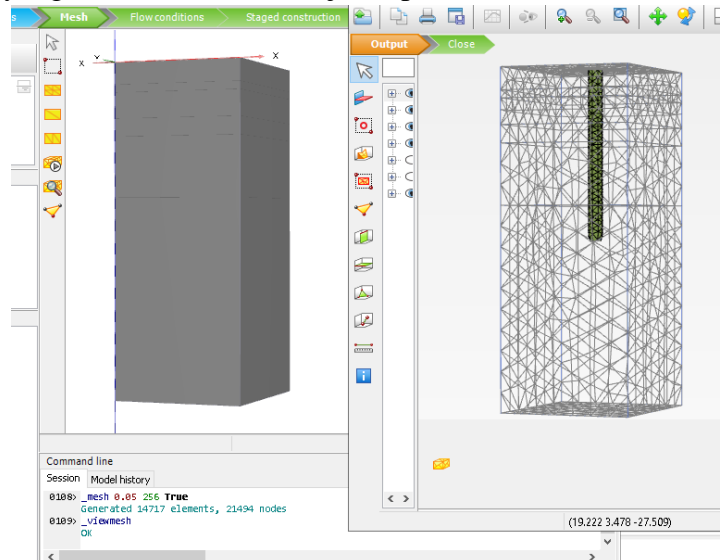 Mesh
Flow conditions
Staged construction
Output
Close
X
Y
X
Command line
Session
Model history
0108> _mesh 0.05 256 True
Generated 14717 elements, 21494 nodes
0109> _viewmesh
OK
(19.222 3.478 -27.509)